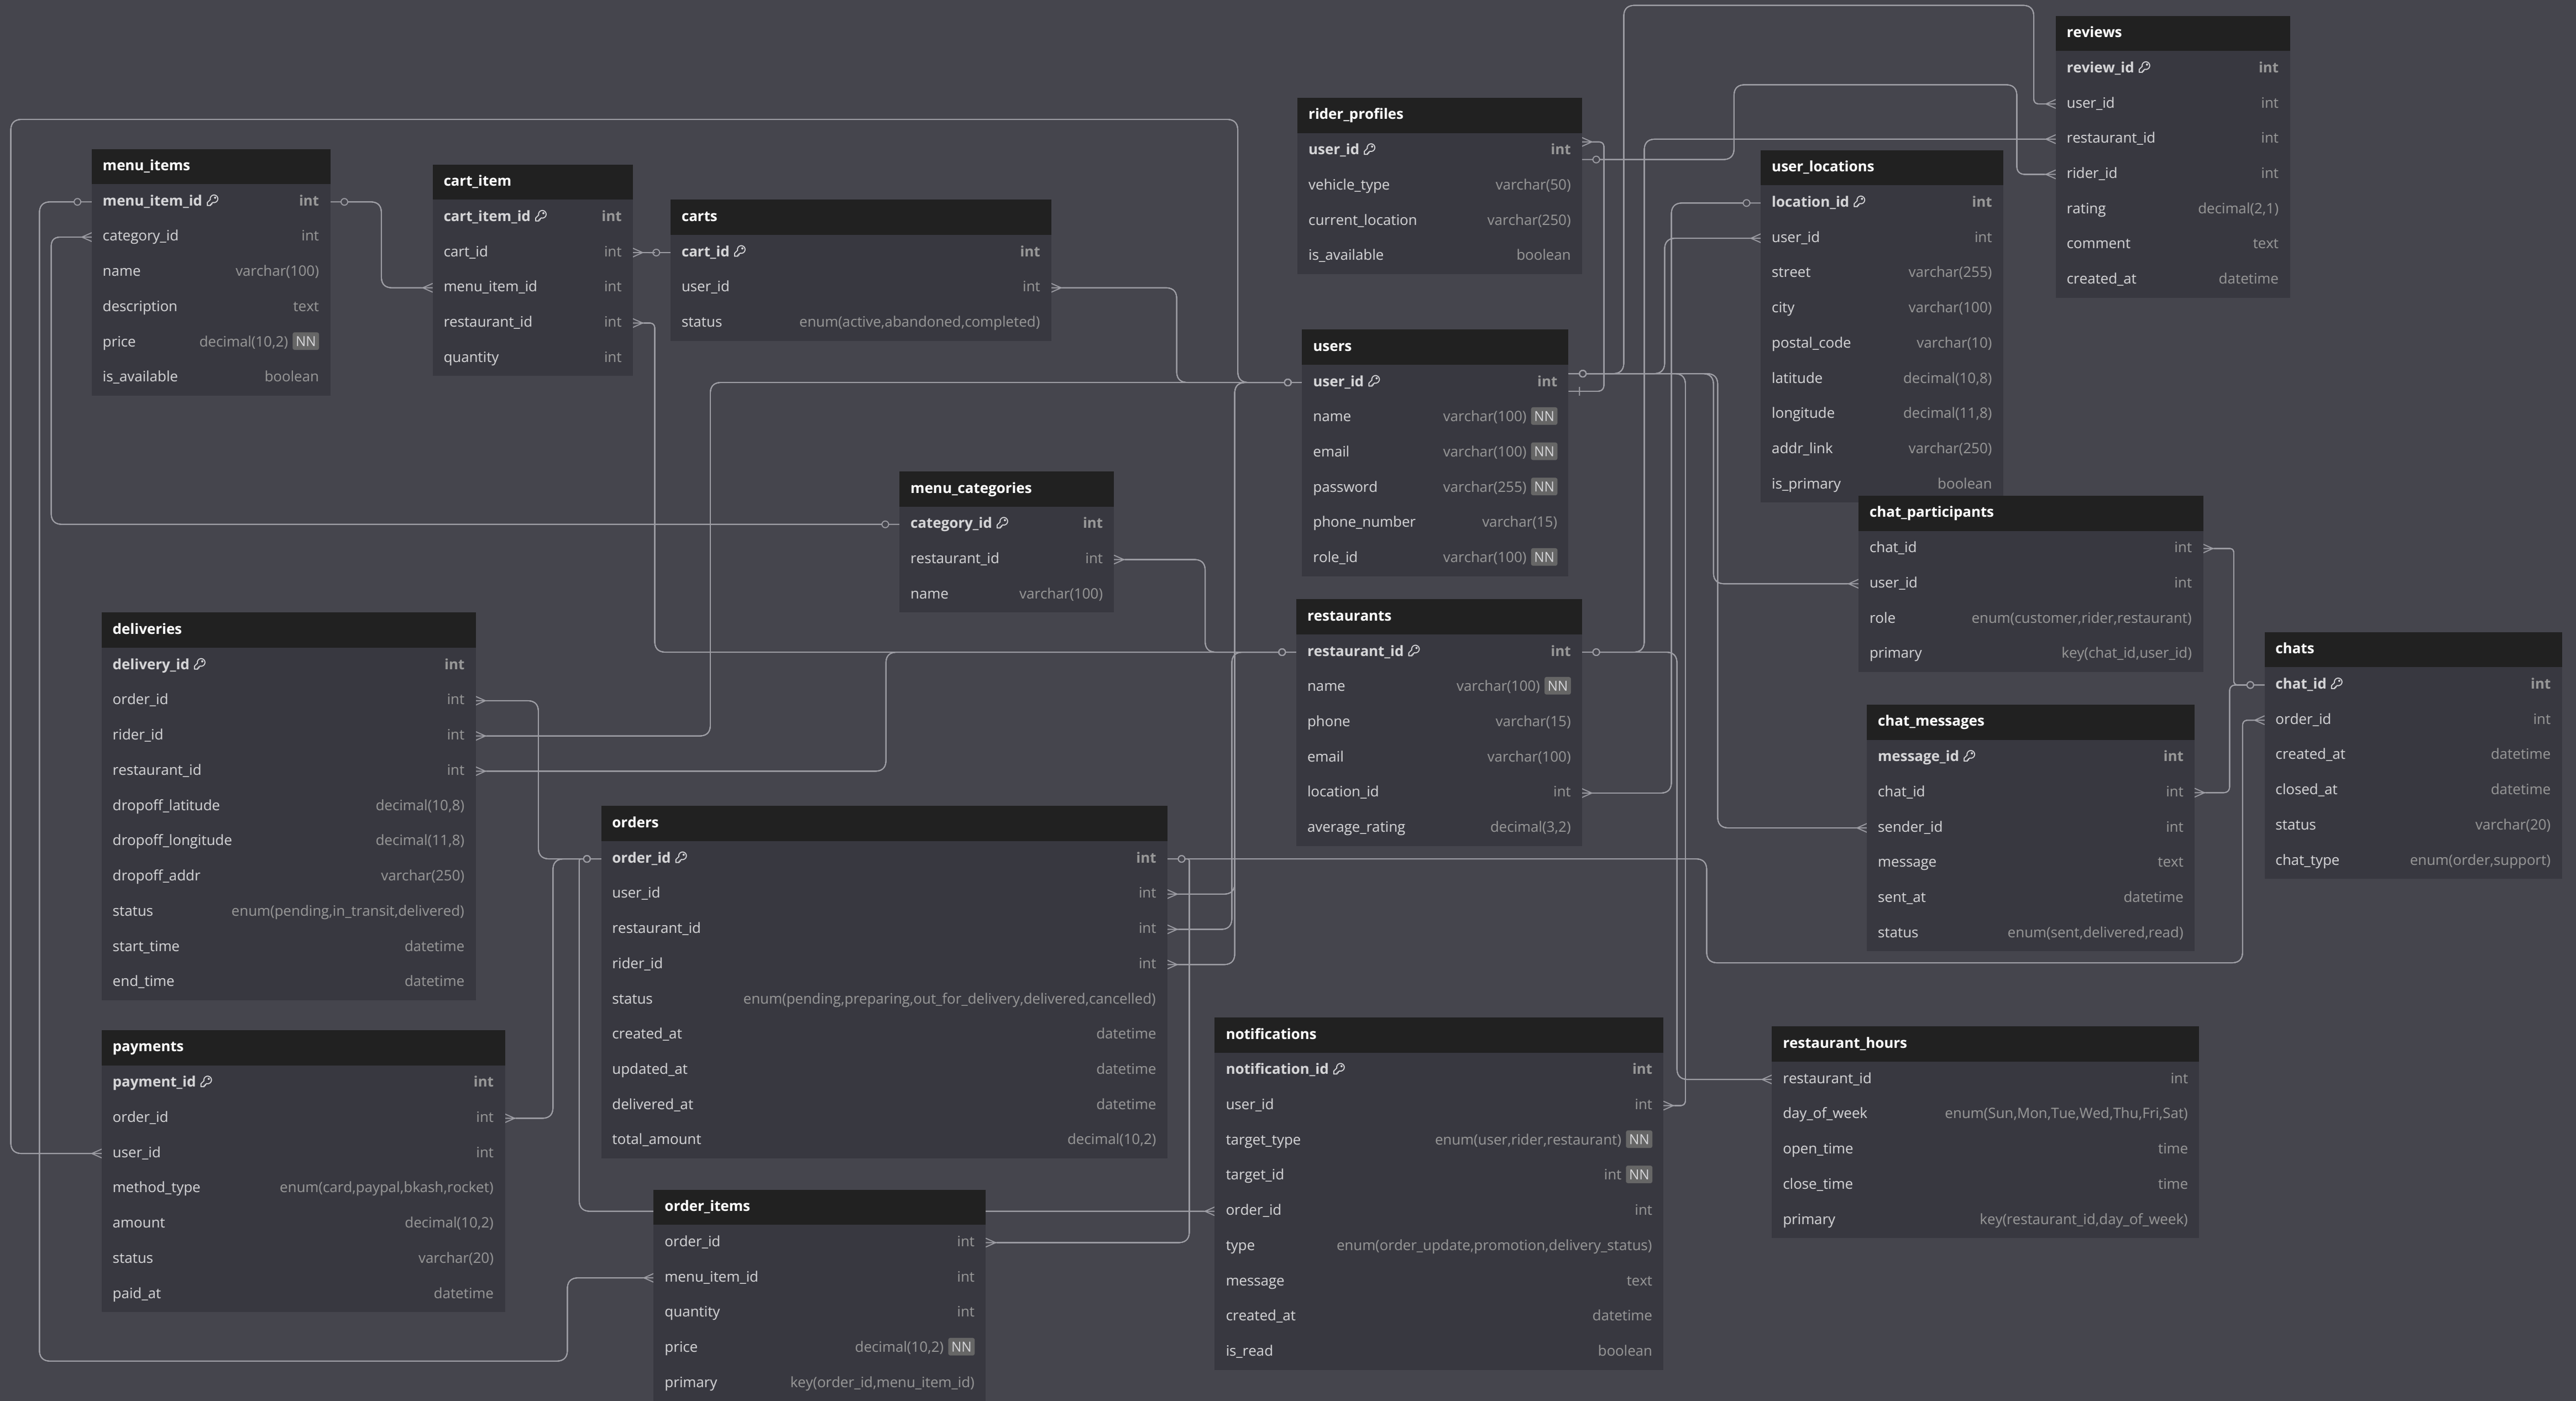 reviews
review_id int
user_id int
restaurant_id int
rider_id int
rating decimal(2,1)
comment text
created_at datetime
rider_profiles
user_id int
vehicle_type varchar(50)
current_location varchar(250)
is_available boolean
menu_items
menu_item_id int
category_id int
name varchar(100)
description text
price decimal(10,2) NN
is_available boolean
cart_item
cart_item_id int
cart_id int
menu_item_id int
restaurant_id int
quantity int
carts
cart_id int
user_id int
status enum(active,abandoned,completed)
user_locations
location_id int
user_id int
street varchar(255)
city varchar(100)
postal_code varchar(10)
latitude decimal(10,8)
longitude decimal(11,8)
addr_link varchar(250)
is_primary boolean
users
user_id int
name varchar(100) NN
email varchar(100) NN
password varchar(255) NN
phone_number varchar(15)
role_id varchar(100) NN
menu_categories
category_id int
restaurant_id int
name varchar(100)
chat_participants
chat_id int
user_id int
role enum(customer,rider,restaurant)
primary key(chat_id,user_id)
restaurants
restaurant_id int
name varchar(100) NN
phone varchar(15)
email varchar(100)
location_id int
average_rating decimal(3,2)
deliveries
delivery_id int
order_id int
rider_id int
restaurant_id int
dropoff_latitude decimal(10,8)
dropoff_longitude decimal(11,8)
dropoff_addr varchar(250)
status enum(pending,in_transit,delivered)
start_time datetime
end_time datetime
chats
chat_id int
order_id int
created_at datetime
closed_at datetime
status varchar(20)
chat_type enum(order,support)
chat_messages
message_id int
chat_id int
sender_id int
message text
sent_at datetime
status enum(sent,delivered,read)
orders
order_id int
user_id int
restaurant_id int
rider_id int
status enum(pending,preparing,out_for_delivery,delivered,cancelled)
created_at datetime
updated_at datetime
delivered_at datetime
total_amount decimal(10,2)
payments
payment_id int
order_id int
user_id int
method_type enum(card,paypal,bkash,rocket)
amount decimal(10,2)
status varchar(20)
paid_at datetime
notifications
notification_id int
user_id int
target_type enum(user,rider,restaurant) NN
target_id int NN
order_id int
type enum(order_update,promotion,delivery_status)
message text
created_at datetime
is_read boolean
restaurant_hours
restaurant_id int
day_of_week enum(Sun,Mon,Tue,Wed,Thu,Fri,Sat)
open_time time
close_time time
primary key(restaurant_id,day_of_week)
order_items
order_id int
menu_item_id int
quantity int
price decimal(10,2) NN
primary key(order_id,menu_item_id)